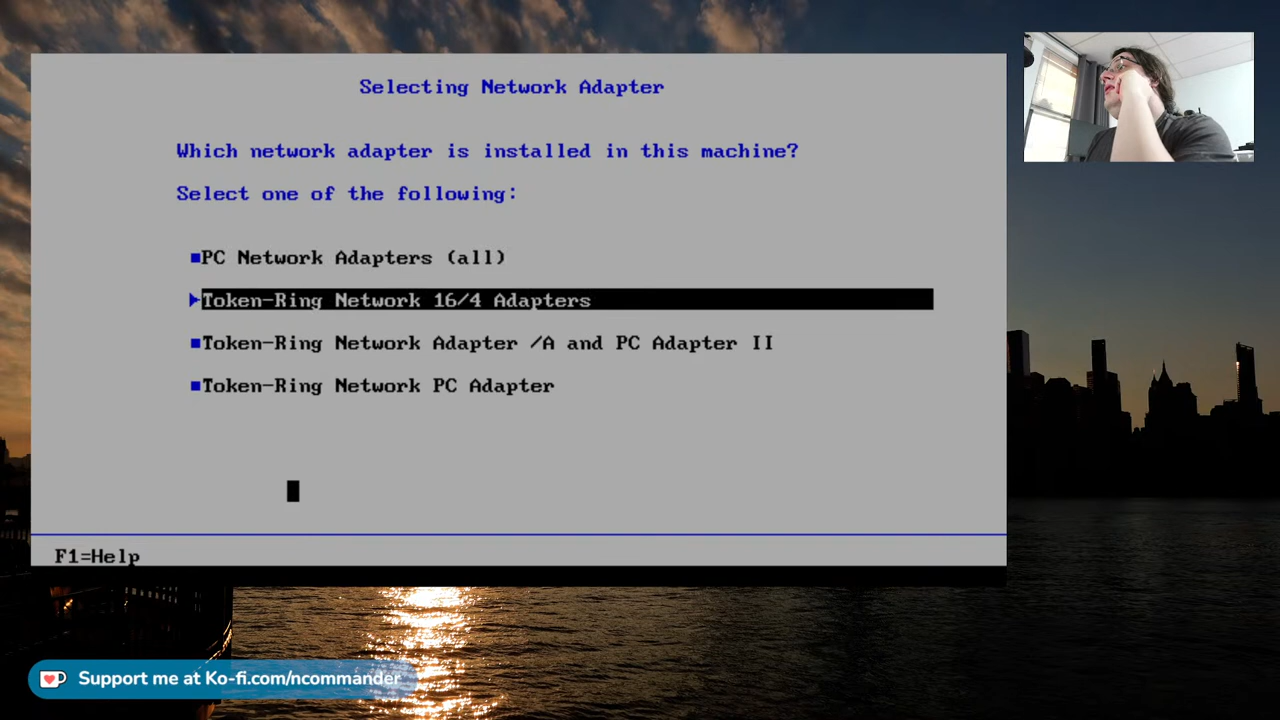 Selecting Network Adapter
Which network adapter is installed in this machine?
Select one of the following:
PC Network Adapters (all)
Token-Ring Network 16/4 Adapters
Token-Ring Network Adapter /A and PC Adapter II
Token-Ring Network PC Adapter
F1=Help
Support me at Ko-fi.com/ncommander